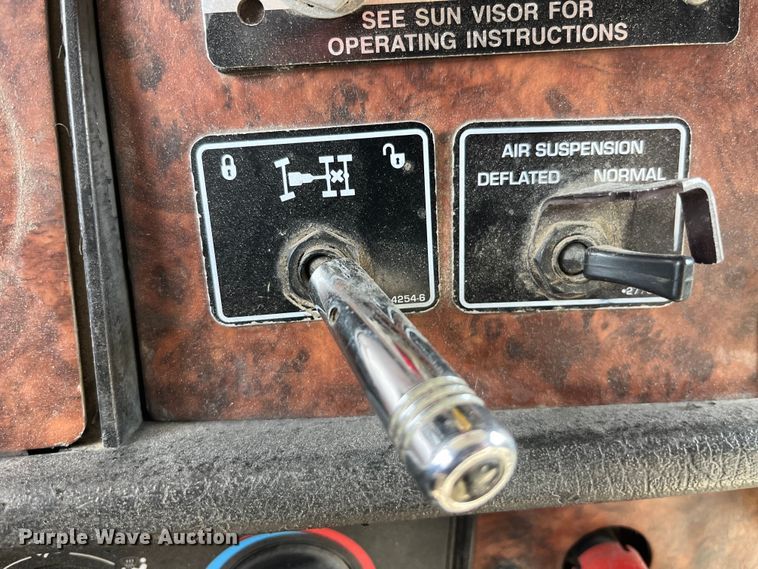 SEE SUN VISOR FOR
OPERATING INSTRUCTIONS
AIR SUSPENSION
DEFLATED NORMAL
4254-6
Purple Wave Auction